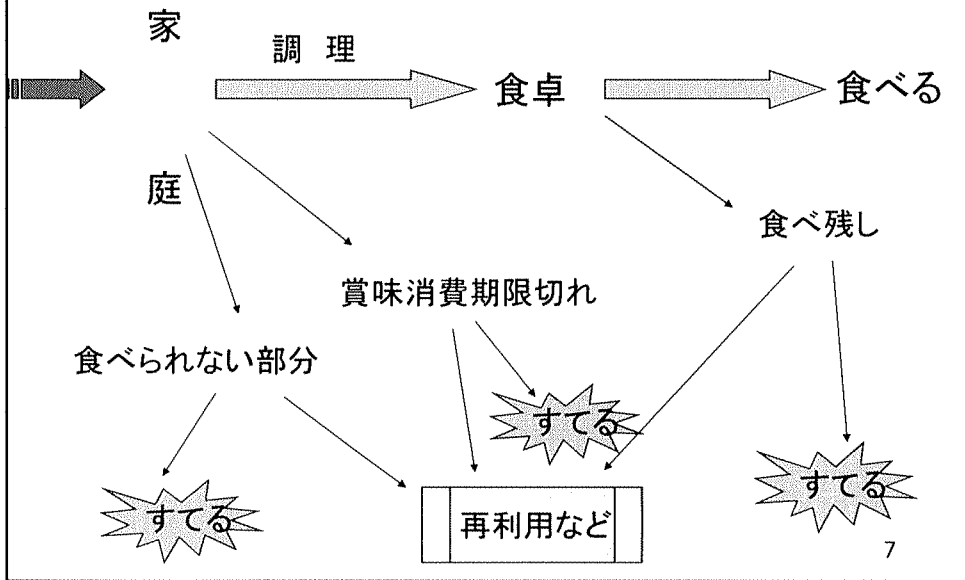 家庭
調 理
食卓
食べる
食べ残し
賞味消費期限切れ
食べられない部分
すてる
すてる
すてる
再利用など
7